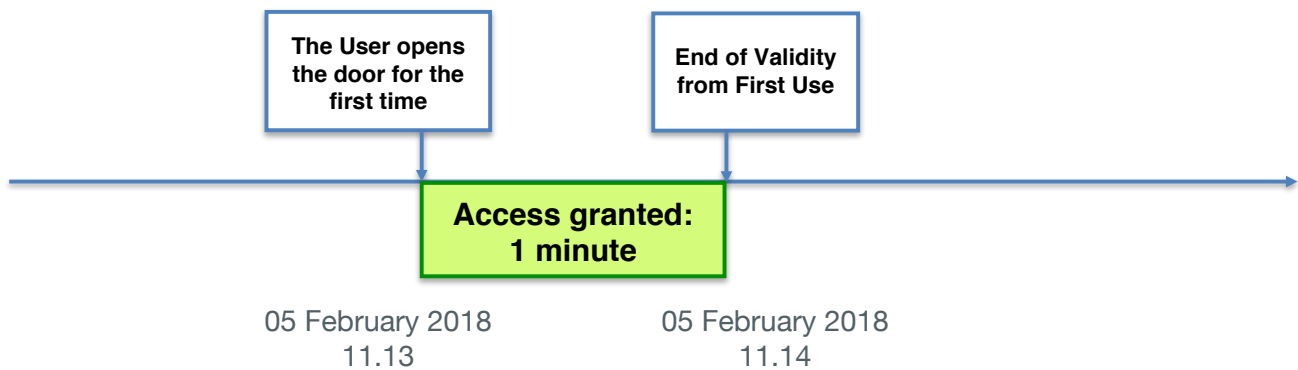 The User opens
the door for the
first time
End of Validity
from First Use
Access granted:
1 minute
05 February 2018
11.13
05 February 2018
11.14